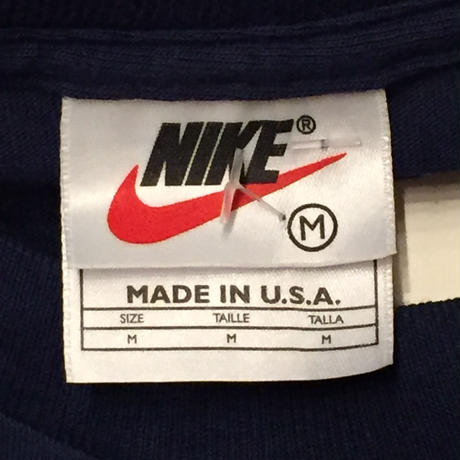 NIKE®
M
MADE IN U.S.A.
SIZE TAILLE TALLA
M M M